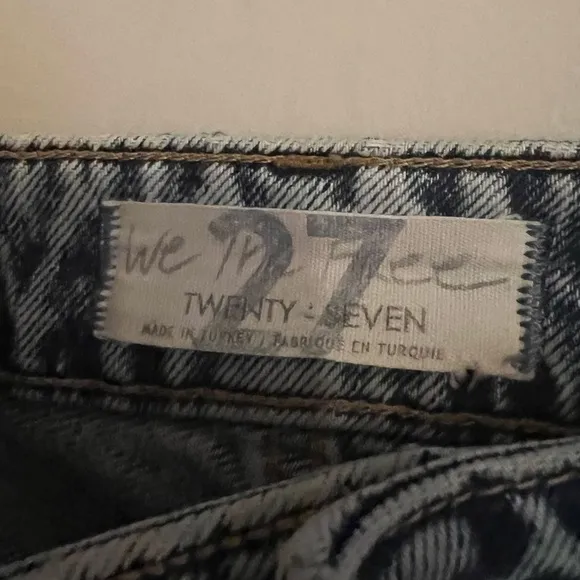 We The Free
27
TWENTY - SEVEN
MADE IN TURKEY / FABRIQUÉ EN TURQUIE